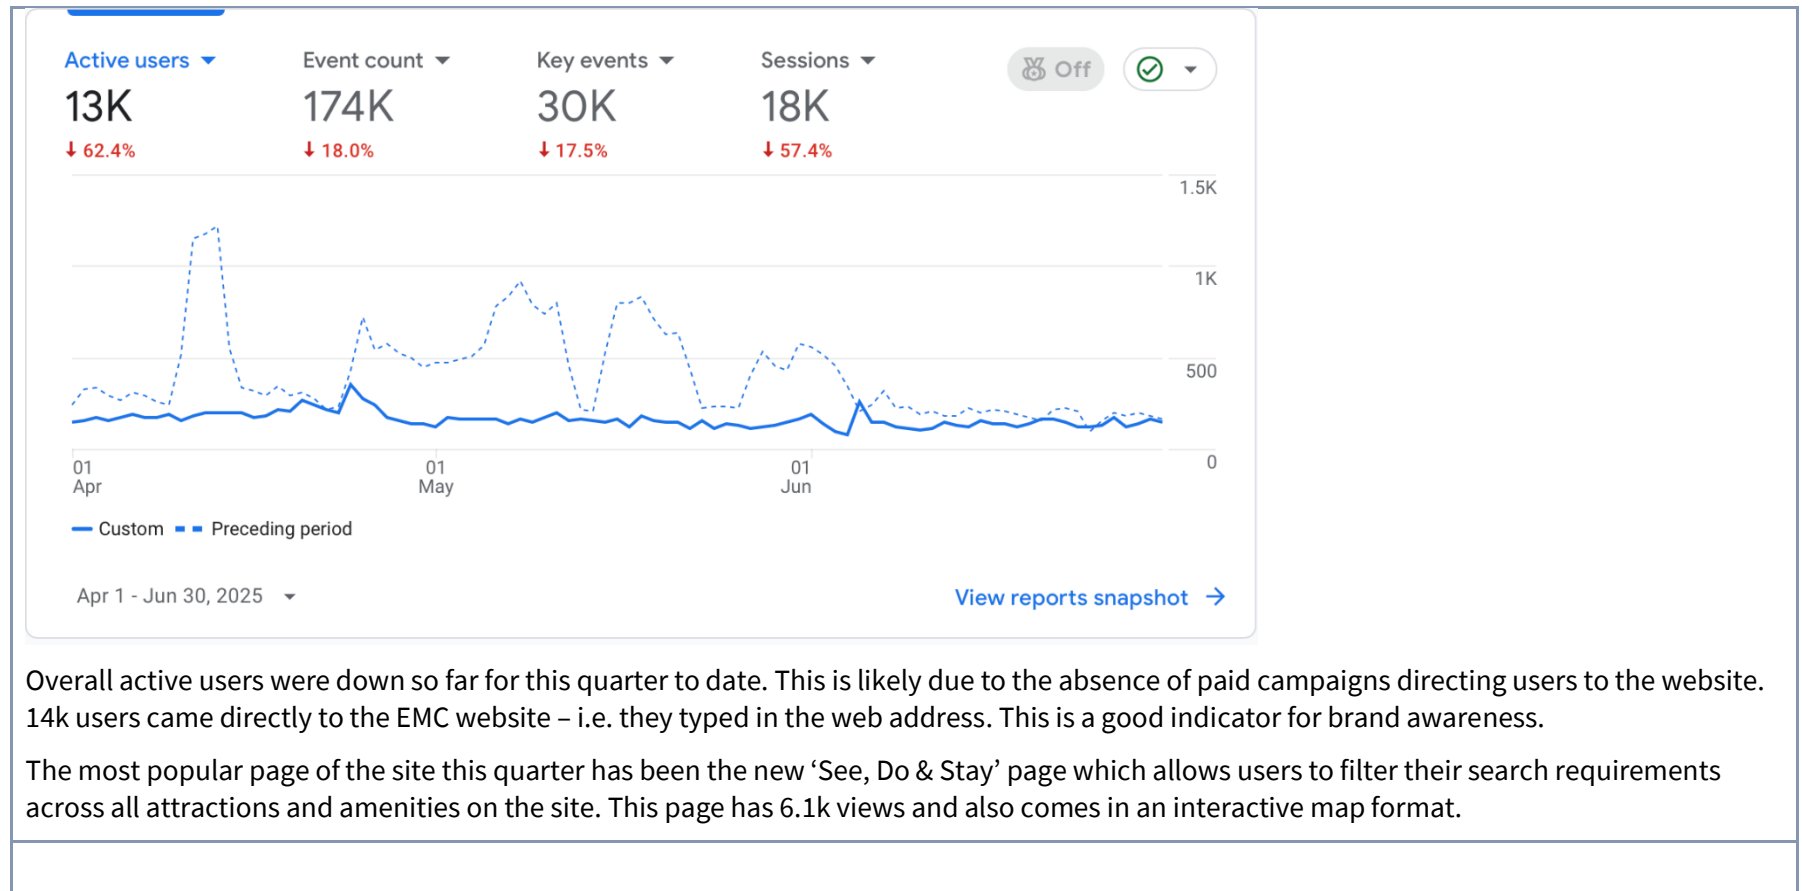 Active users Event count Key events Sessions Off
13K 174K 30K 18K
62.4% 18.0% 17.5% 57.4%
1.5K
1K
500
0
01 01 01
Apr May Jun
Custom Preceding period
Apr 1 - Jun 30, 2025 View reports snapshot
Overall active users were down so far for this quarter to date. This is likely due to the absence of paid campaigns directing users to the website.
14k users came directly to the EMC website – i.e. they typed in the web address. This is a good indicator for brand awareness.
The most popular page of the site this quarter has been the new ‘See, Do & Stay’ page which allows users to filter their search requirements
across all attractions and amenities on the site. This page has 6.1k views and also comes in an interactive map format.